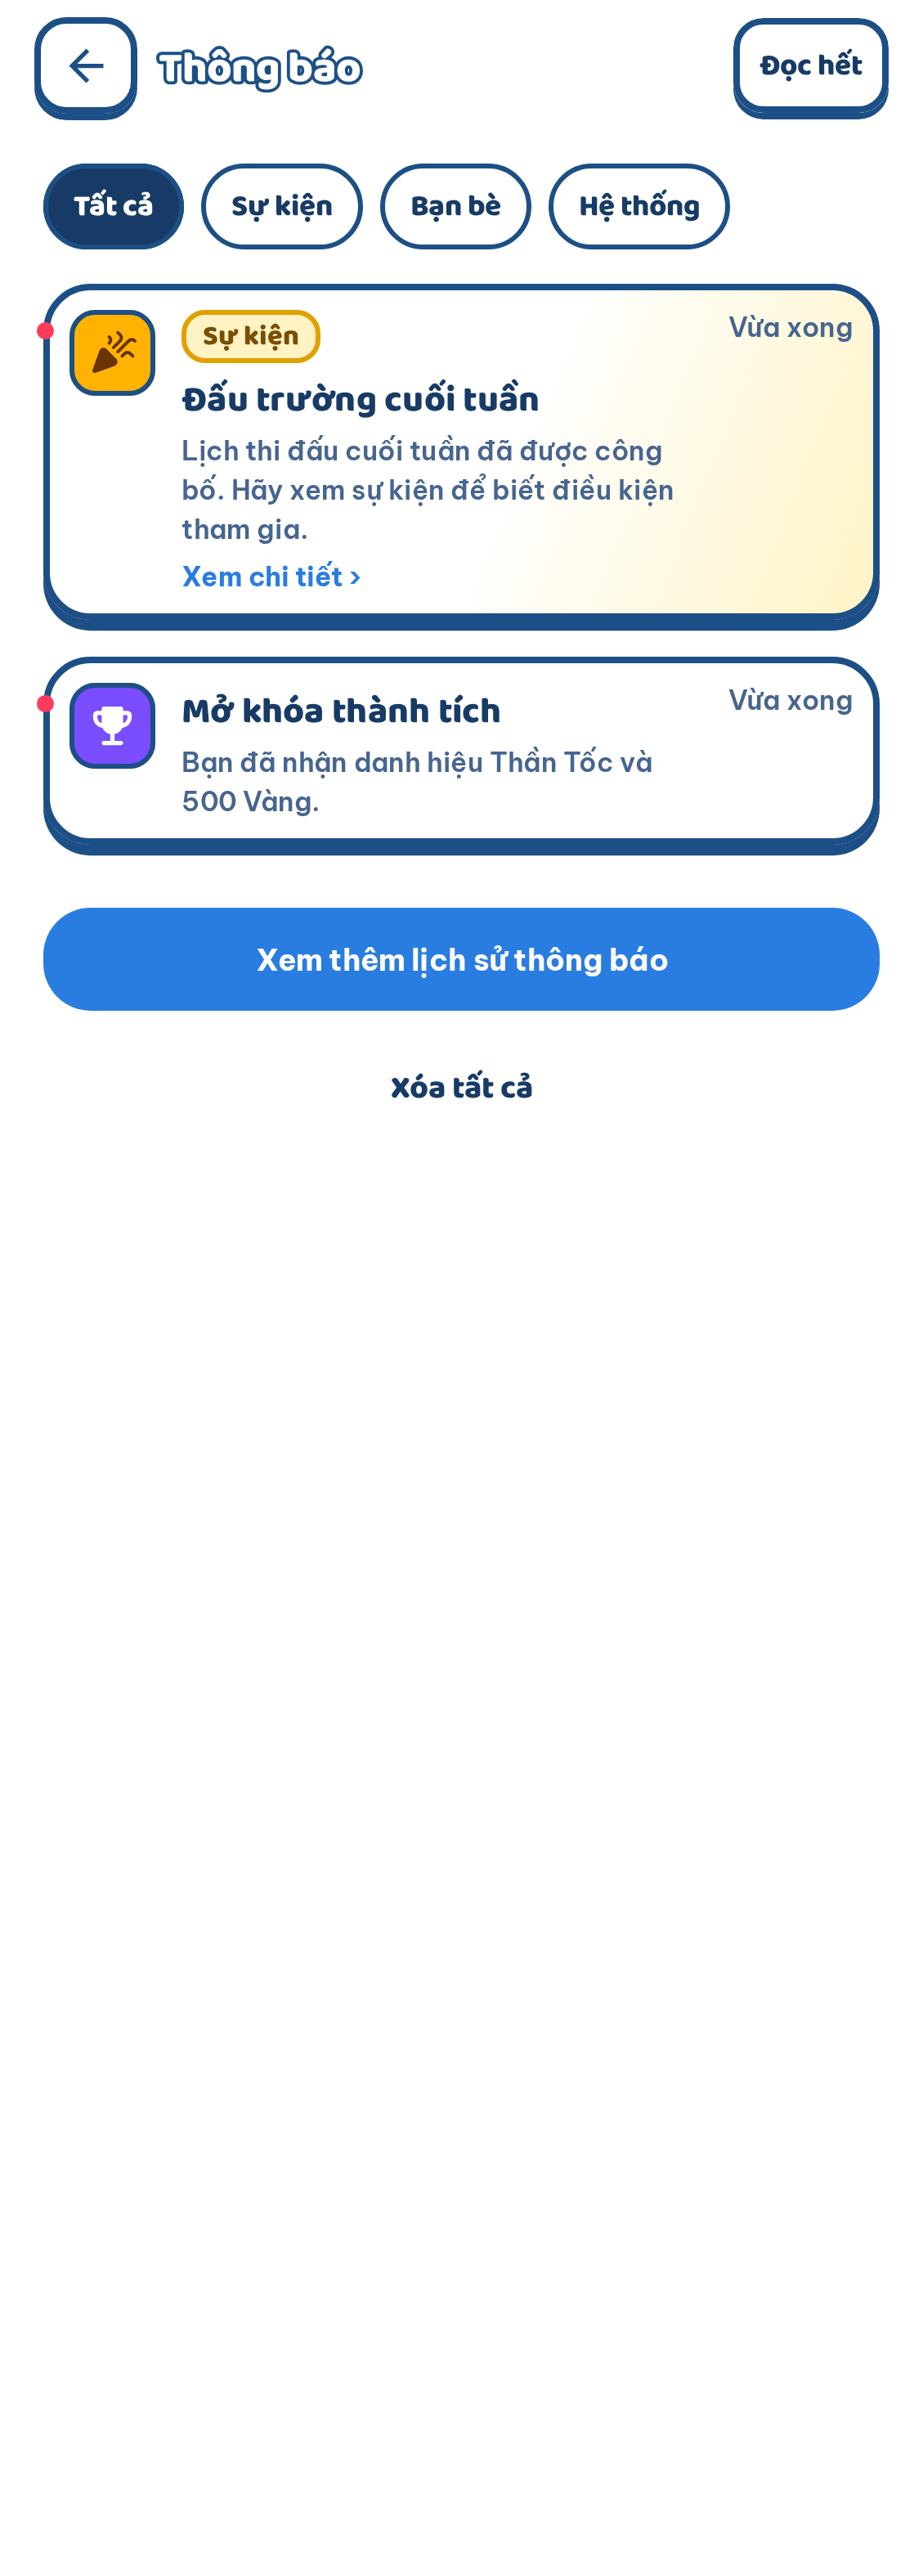 Thông báo
Đọc hết
Tất cả
Sự kiện
Bạn bè
Hệ thống
Sự kiện
Vừa xong
Đấu trường cuối tuần
Lịch thi đấu cuối tuần đã được công
bố. Hãy xem sự kiện để biết điều kiện
tham gia.
Xem chi tiết ›
Mở khóa thành tích
Vừa xong
Bạn đã nhận danh hiệu Thần Tốc và
500 Vàng.
Xem thêm lịch sử thông báo
Xóa tất cả